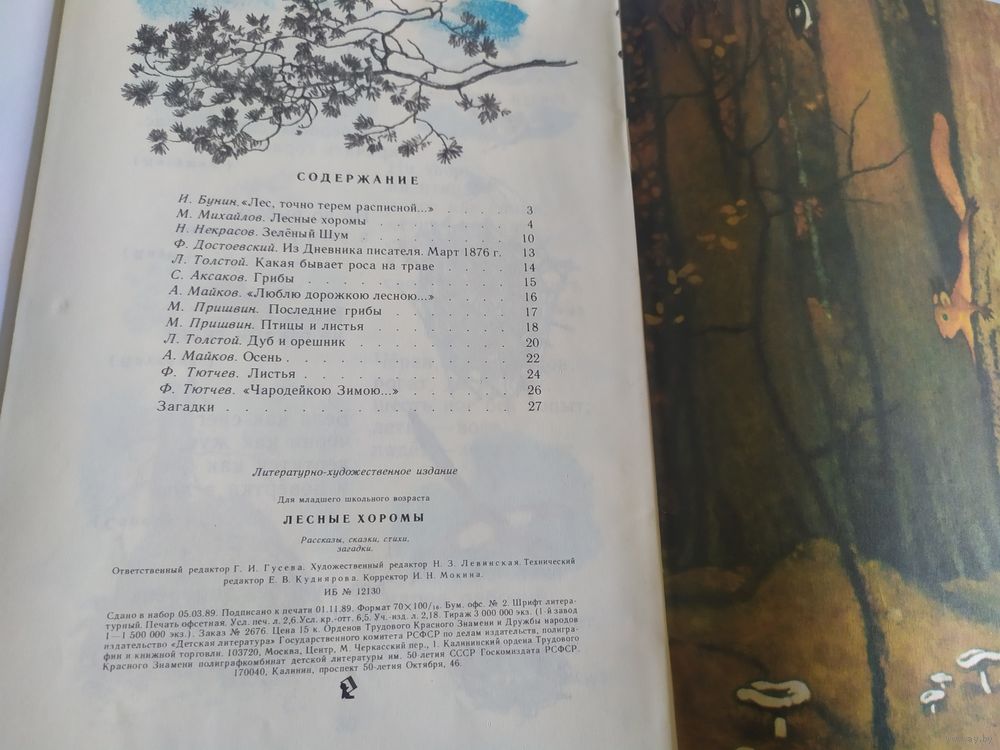 СОДЕРЖАНИЕ
И. Бунин. «Лес, точно терем расписной...» . . . . 3
М. Михайлов. Лесные хоромы . . . . . . . 4
Н. Некрасов. Зелёный Шум . . . . . . . . 10
Ф. Достоевский. Из Дневника писателя. Март 1876 г. 13
Л. Толстой. Какая бывает роса на траве . . . . 14
С. Аксаков. Грибы . . . . . . . . . . 15
А. Майков. «Люблю дорожкою лесною...» . . . . 16
М. Пришвин. Последние грибы . . . . . . . 17
М. Пришвин. Птицы и листья . . . . . . . 18
Л. Толстой. Дуб и орешник . . . . . . . . 20
А. Майков. Осень . . . . . . . . . . . 22
Ф. Тютчев. Листья . . . . . . . . . . 24
Ф. Тютчев. «Чародейкою Зимою...» . . . . . 26
Загадки . . . . . . . . . . . . . 27
Литературно-художественное издание
Для младшего школьного возраста
ЛЕСНЫЕ ХОРОМЫ
Рассказы, сказки, стихи,
загадки.
Ответственный редактор Г. И. Гусева. Художественный редактор Н. З. Левинская. Технический
редактор Е. В. Кудиярова. Корректор И. Н. Мокина.
ИБ № 12130
Сдано в набор 05.03.89. Подписано к печати 01.11.89. Формат 70×100/16. Бум. офс. № 2. Шрифт литера-
турный. Печать офсетная. Усл. печ. л. 2,6. Усл. кр.-отт. 6,5. Уч.-изд. л. 2,18. Тираж 3 000 000 экз. (1-й завод
1—1 500 000 экз.). Заказ № 2676. Цена 15 к. Орденов Трудового Красного Знамени и Дружбы народов
издательство «Детская литература» Государственного комитета РСФСР по делам издательств, полигра-
фии и книжной торговли. 103720, Москва, Центр, М. Черкасский пер., 1. Калининский ордена Трудового
Красного Знамени полиграфкомбинат детской литературы им. 50-летия СССР Госкомиздата РСФСР.
170040, Калинин, проспект 50-летия Октября, 46.
www.ay.by